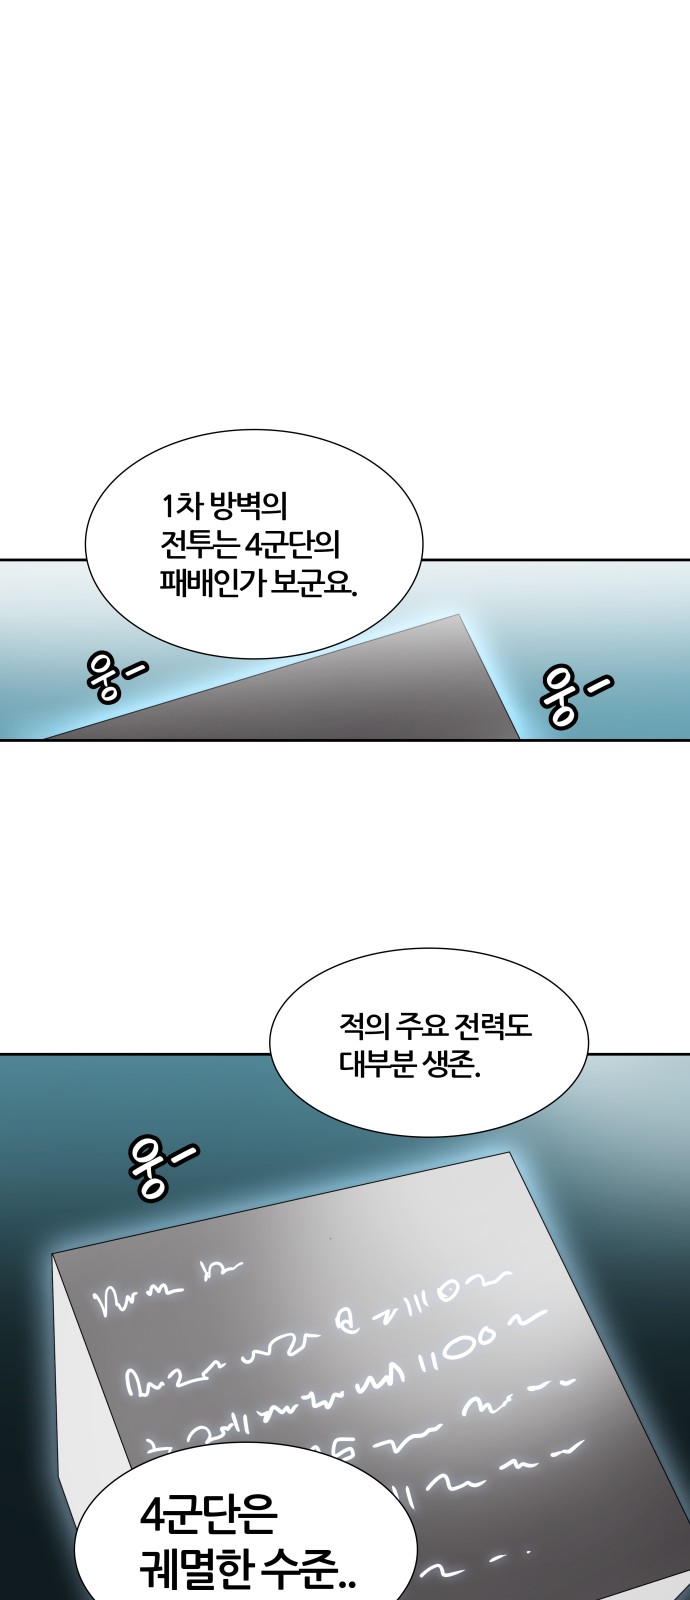 1차 방벽의
전투는 4군단의
패배인가 보군요.
웅-
웅-
적의 주요 전력도
대부분 생존.
웅-
4군단은
궤멸한 수준..